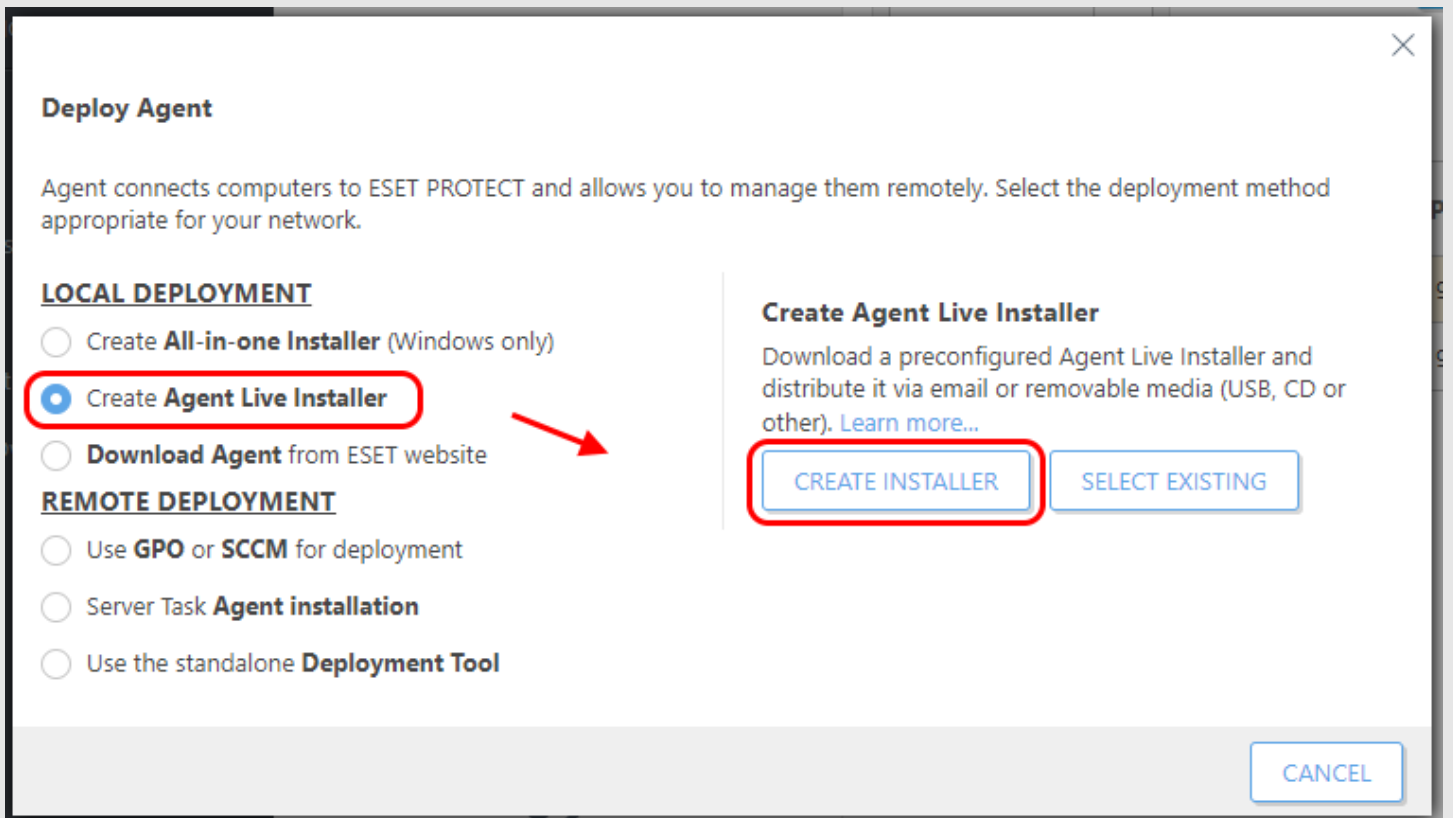 Deploy Agent
Agent connects computers to ESET PROTECT and allows you to manage them remotely. Select the deployment method
appropriate for your network.
LOCAL DEPLOYMENT
Create All-in-one Installer (Windows only)
Create Agent Live Installer
Download Agent from ESET website
REMOTE DEPLOYMENT
Use GPO or SCCM for deployment
Server Task Agent installation
Use the standalone Deployment Tool
Create Agent Live Installer
Download a preconfigured Agent Live Installer and
distribute it via email or removable media (USB, CD or
other). Learn more...
CREATE INSTALLER
SELECT EXISTING
CANCEL